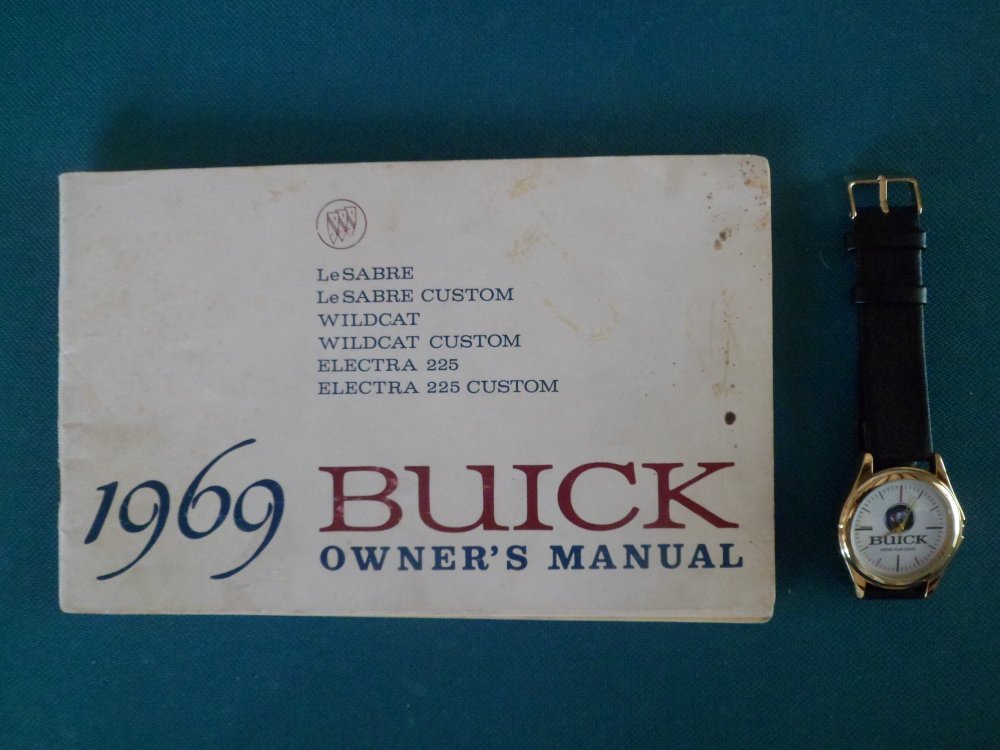 LeSABRE
LeSABRE CUSTOM
WILDCAT
WILDCAT CUSTOM
ELECTRA 225
ELECTRA 225 CUSTOM
1969 BUICK
OWNER'S MANUAL
BUICK